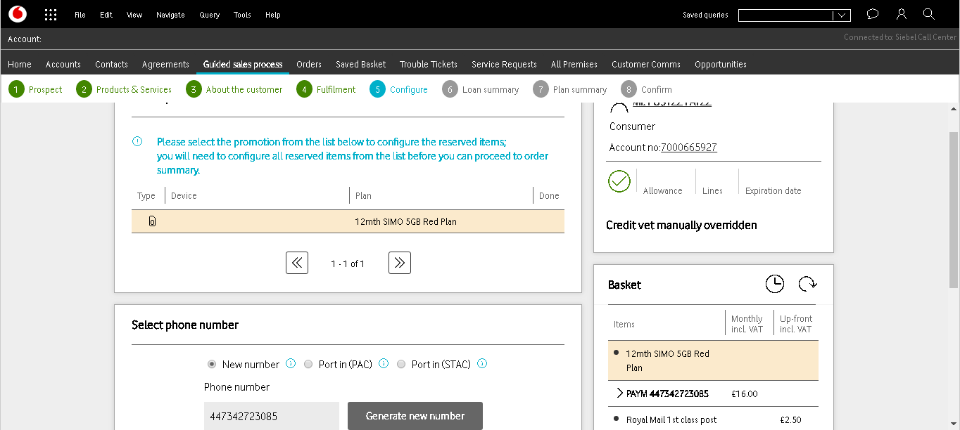 File Edit View Navigate Query Tools Help Saved queries
Account: Connected to: Siebel Call Center
Home Accounts Contacts Agreements Guided sales process Orders Saved Basket Trouble Tickets Service Requests All Premises Customer Comms Opportunities
1 Prospect 2 Products & Services 3 About the customer 4 Fulfilment 5 Configure 6 Loan summary 7 Plan summary 8 Confirm
Please select the promotion from the list below to configure the reserved items;
you will need to configure all reserved items from the list before you can proceed to order
summary.
Type Device Plan Done
12mth SIMO 5GB Red Plan
1 - 1 of 1
Select phone number
New number Port in (PAC) Port in (STAC)
Phone number
447342723085 Generate new number
Consumer
Account no:7000665927
Allowance Lines Expiration date
Credit vet manually overridden
Basket
Items Monthly incl. VAT Up-front incl. VAT
12mth SIMO 5GB Red
Plan
PAYM 447342723085 £16.00
Royal Mail 1st class post £2.50